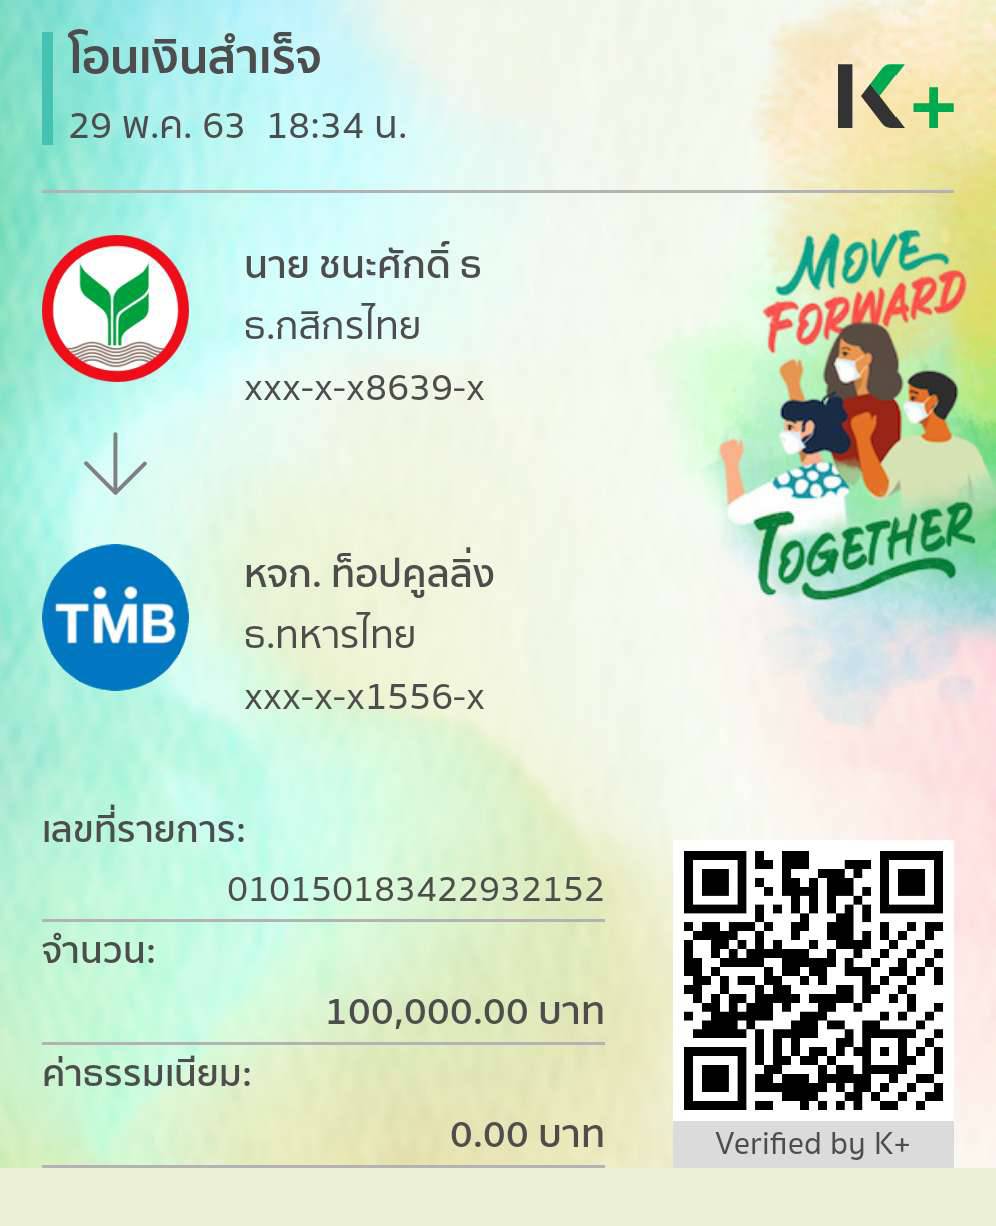 โอนเงินสำเร็จ
29 พ.ค. 63 18:34 น.
K+
นาย ชนะศักดิ์ ธ
ธ.กสิกรไทย
xxx-x-x8639-x
MOVE
FORWARD
TOGETHER
TMB
หจก. ท็อปคูลลิ่ง
ธ.ทหารไทย
xxx-x-x1556-x
เลขที่รายการ:
010150183422932152
จำนวน:
100,000.00 บาท
ค่าธรรมเนียม:
0.00 บาท
Verified by K+